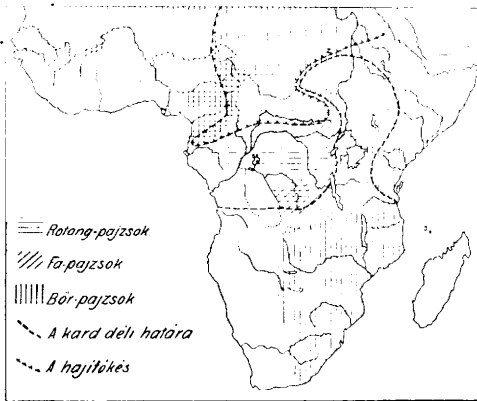 Rotang-pajzsok
Fa-pajzsok
Bőr-pajzsok
A kard déli határa
A hajítókés